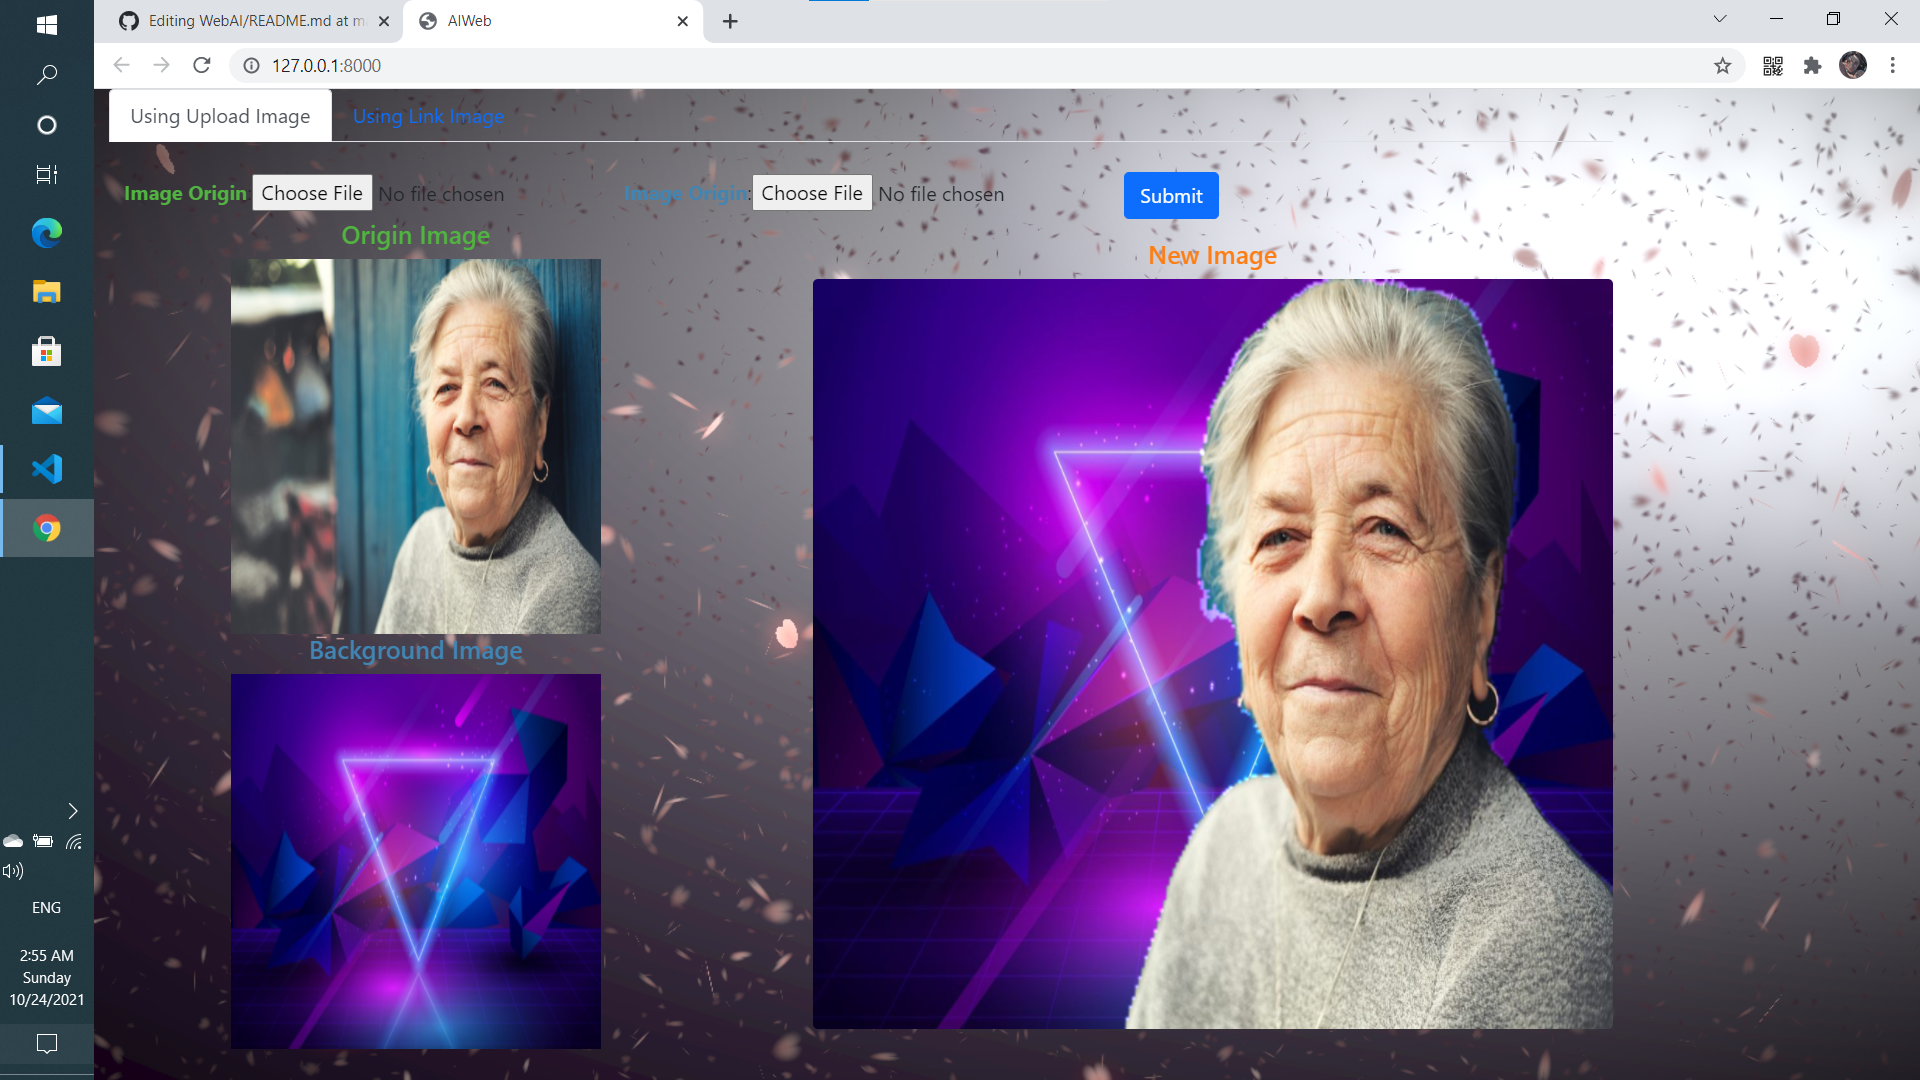 Editing WebAI/README.md at m
AIWeb
127.0.0.1:8000
Using Upload Image
Using Link Image
Image Origin Choose File No file chosen
Image Origin: Choose File No file chosen
Submit
Origin Image
New Image
Background Image
ENG
2:55 AM
Sunday
10/24/2021